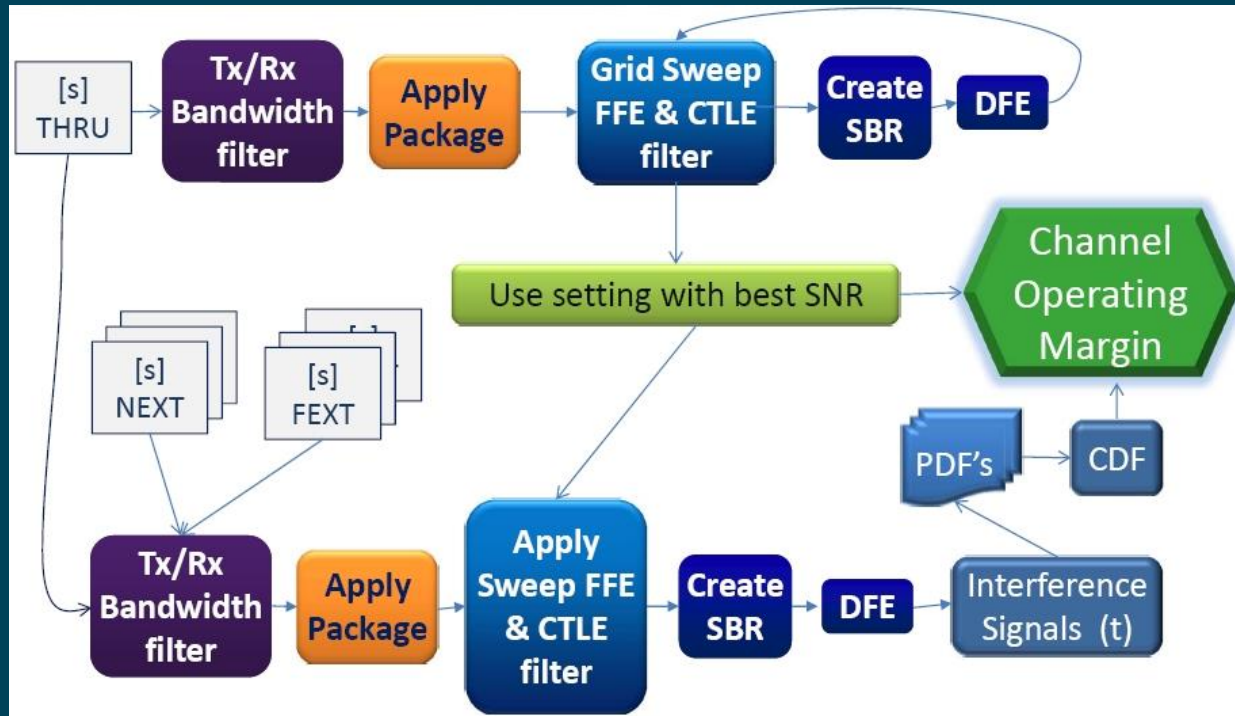 [s]
THRU
Tx/Rx
Bandwidth
filter
Apply
Package
Grid Sweep
FFE & CTLE
filter
Create
SBR
DFE
Use setting with best SNR
Channel
Operating
Margin
[s]
NEXT
[s]
FEXT
PDF's
CDF
Tx/Rx
Bandwidth
filter
Apply
Package
Apply
Sweep FFE
& CTLE
filter
Create
SBR
DFE
Interference
Signals (t)